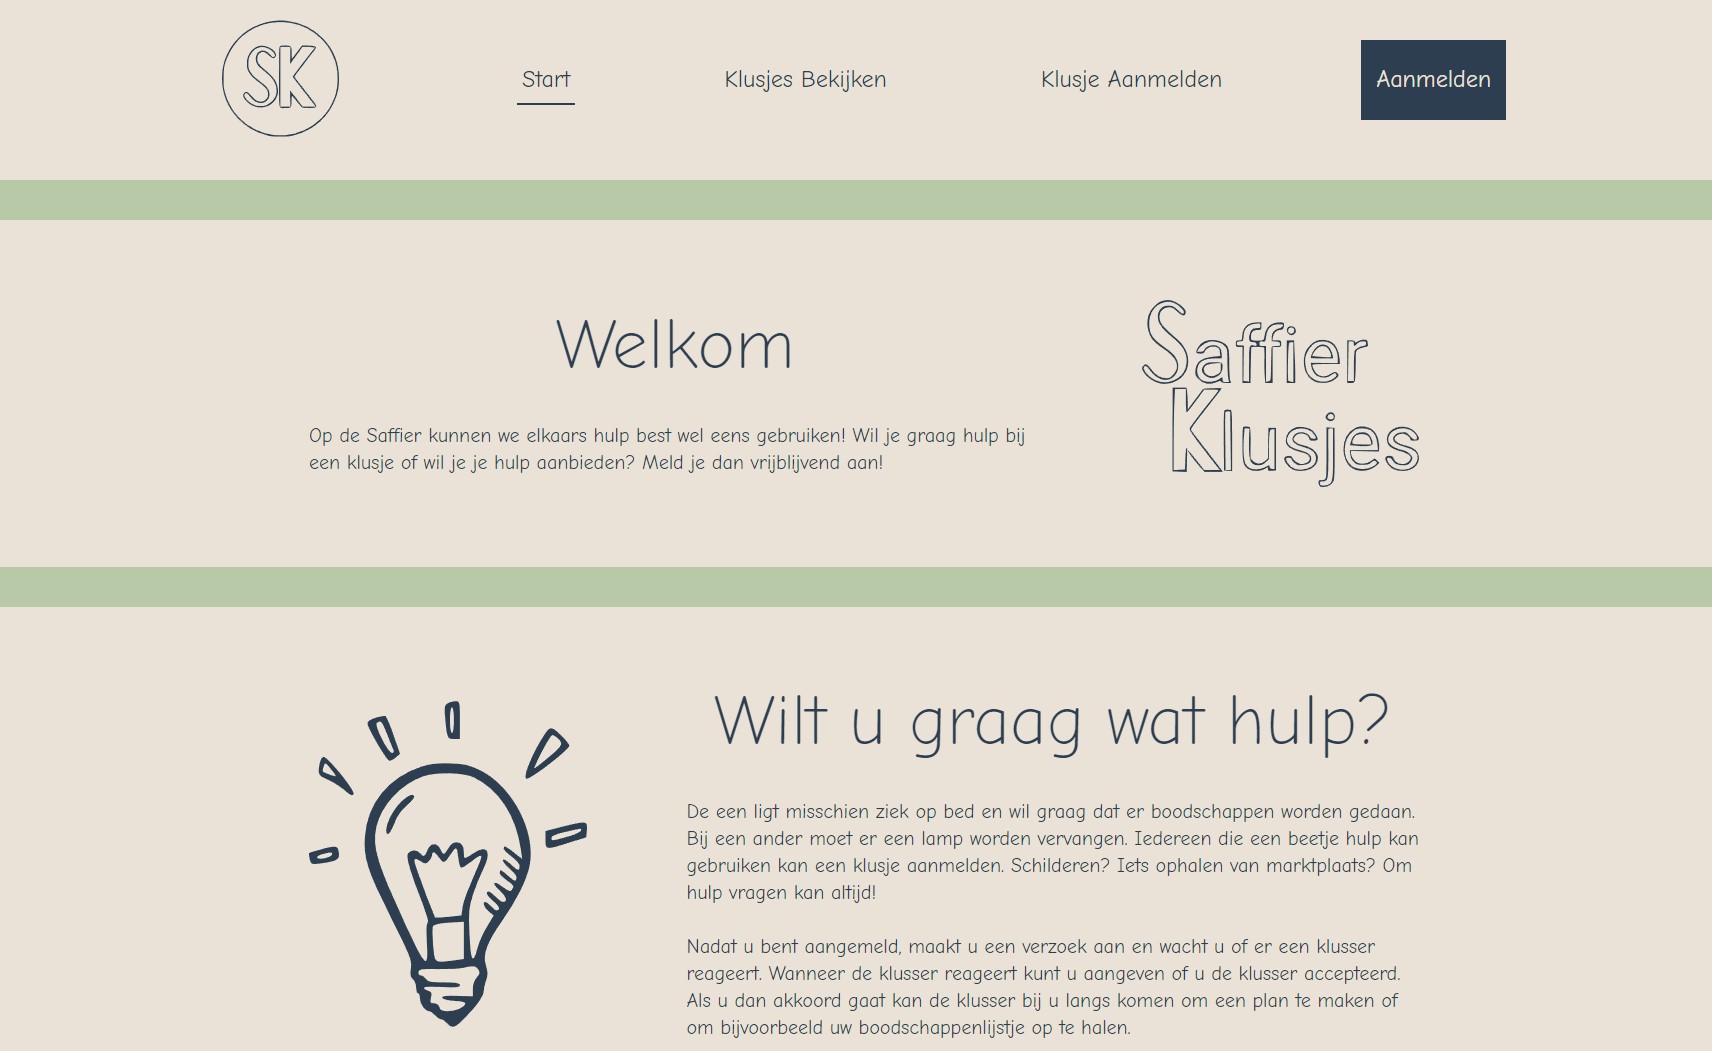 SK
Start
Klusjes Bekijken
Klusje Aanmelden
Aanmelden
Welkom
Op de Saffier kunnen we elkaars hulp best wel eens gebruiken! Wil je graag hulp bij
een klusje of wil je je hulp aanbieden? Meld je dan vrijblijvend aan!
Saffier
Klusjes
Wilt u graag wat hulp?
De een ligt misschien ziek op bed en wil graag dat er boodschappen worden gedaan.
Bij een ander moet er een lamp worden vervangen. Iedereen die een beetje hulp kan
gebruiken kan een klusje aanmelden. Schilderen? Iets ophalen van marktplaats? Om
hulp vragen kan altijd!
Nadat u bent aangemeld, maakt u een verzoek aan en wacht u of er een klusser
reageert. Wanneer de klusser reageert kunt u aangeven of u de klusser accepteerd.
Als u dan akkoord gaat kan de klusser bij u langs komen om een plan te maken of
om bijvoorbeeld uw boodschappenlijstje op te halen.